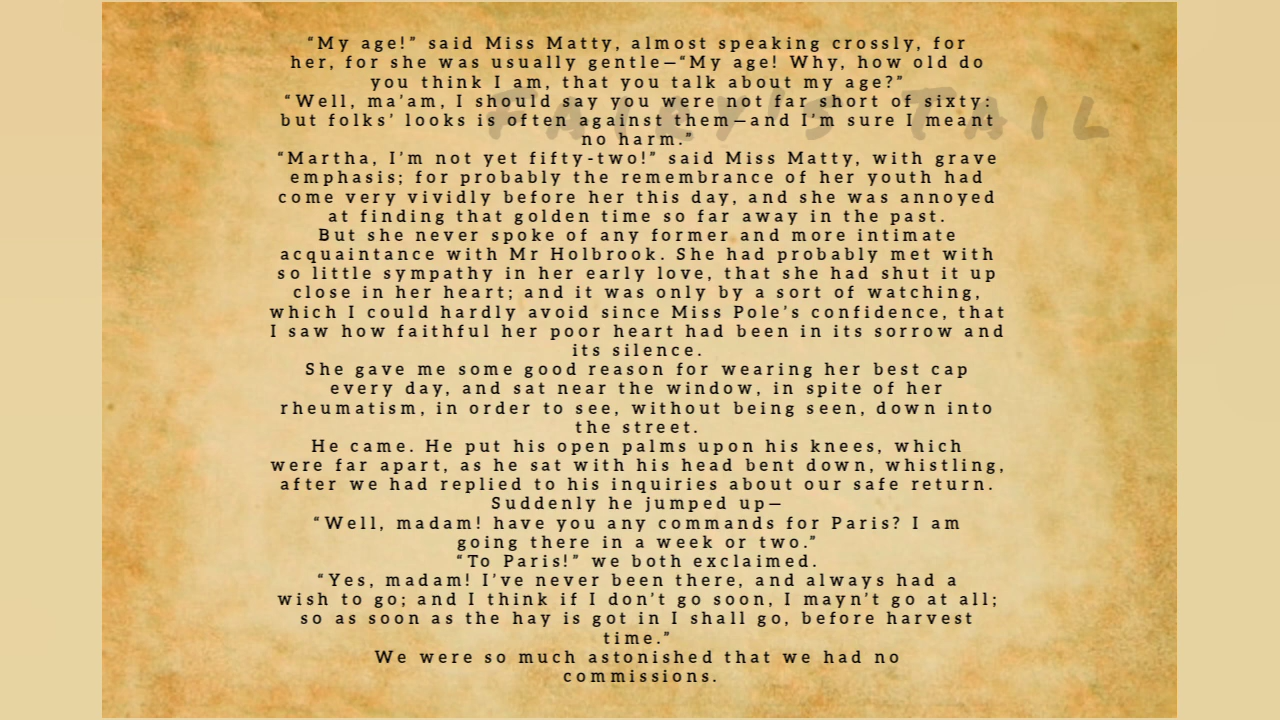 “My age!” said Miss Matty, almost speaking crossly, for
her, for she was usually gentle—“My age! Why, how old do
you think I am, that you talk about my age?”
“Well, ma’am, I should say you were not far short of sixty:
but folks’ looks is often against them—and I’m sure I meant
no harm.”
FAIRY'S TAIL
“Martha, I’m not yet fifty-two!” said Miss Matty, with grave
emphasis; for probably the remembrance of her youth had
come very vividly before her this day, and she was annoyed
at finding that golden time so far away in the past.
But she never spoke of any former and more intimate
acquaintance with Mr Holbrook. She had probably met with
so little sympathy in her early love, that she had shut it up
close in her heart; and it was only by a sort of watching,
which I could hardly avoid since Miss Pole’s confidence, that
I saw how faithful her poor heart had been in its sorrow and
its silence.
She gave me some good reason for wearing her best cap
every day, and sat near the window, in spite of her
rheumatism, in order to see, without being seen, down into
the street.
He came. He put his open palms upon his knees, which
were far apart, as he sat with his head bent down, whistling,
after we had replied to his inquiries about our safe return.
Suddenly he jumped up—
“Well, madam! have you any commands for Paris? I am
going there in a week or two.”
“To Paris!” we both exclaimed.
“Yes, madam! I’ve never been there, and always had a
wish to go; and I think if I don’t go soon, I mayn’t go at all;
so as soon as the hay is got in I shall go, before harvest
time.”
We were so much astonished that we had no
commissions.